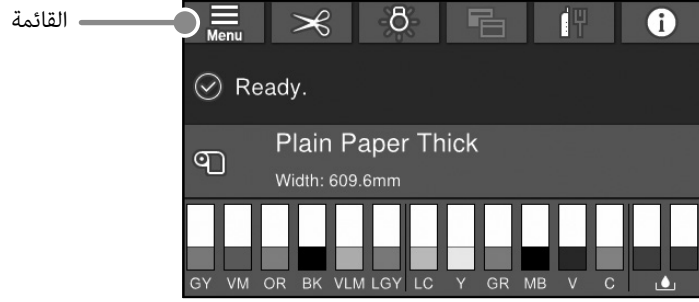 القائمة
Menu
Ready.
Plain Paper Thick
Width: 609.6mm
GY VM OR BK VLM LGY LC Y GR MB V C